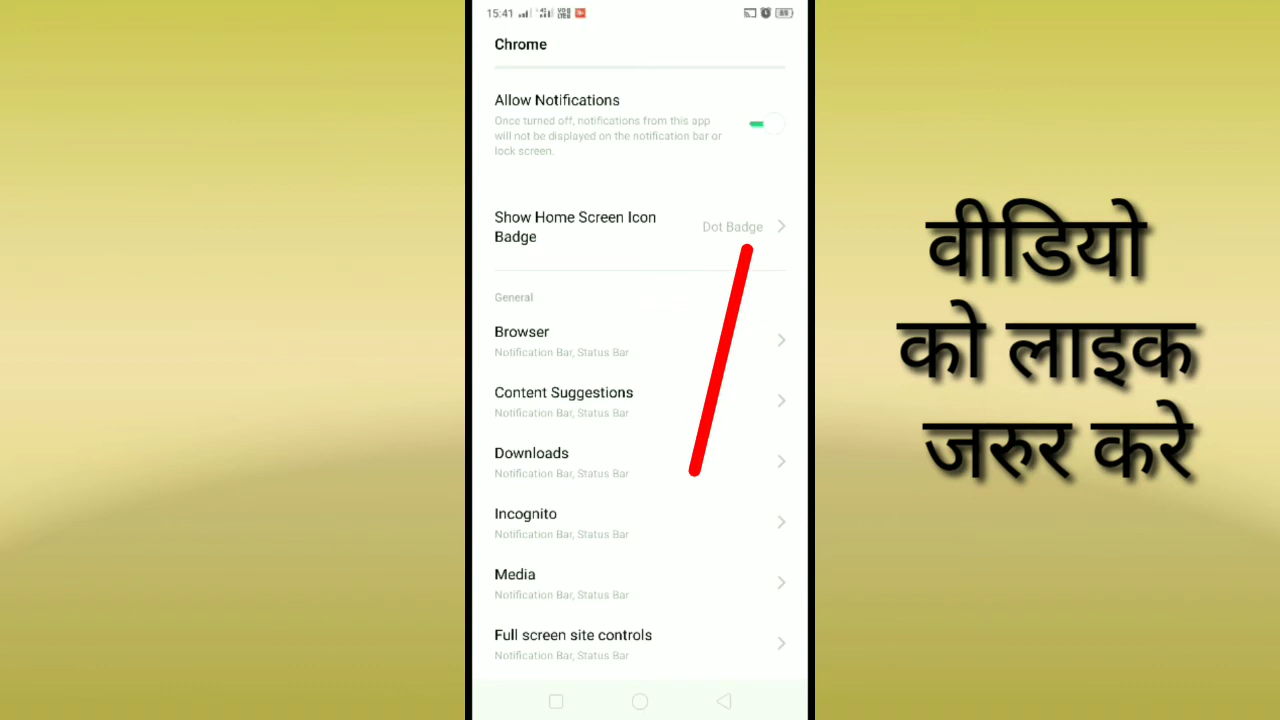 15:41
Chrome
Allow Notifications
Once turned off, notifications from this app
will not be displayed on the notification bar or
lock screen.
Show Home Screen Icon
Badge
Dot Badge
General
Browser
Notification Bar, Status Bar
Content Suggestions
Notification Bar, Status Bar
Downloads
Notification Bar, Status Bar
Incognito
Notification Bar, Status Bar
Media
Notification Bar, Status Bar
Full screen site controls
Notification Bar, Status Bar
वीडियो
को लाइक
जरुर करे